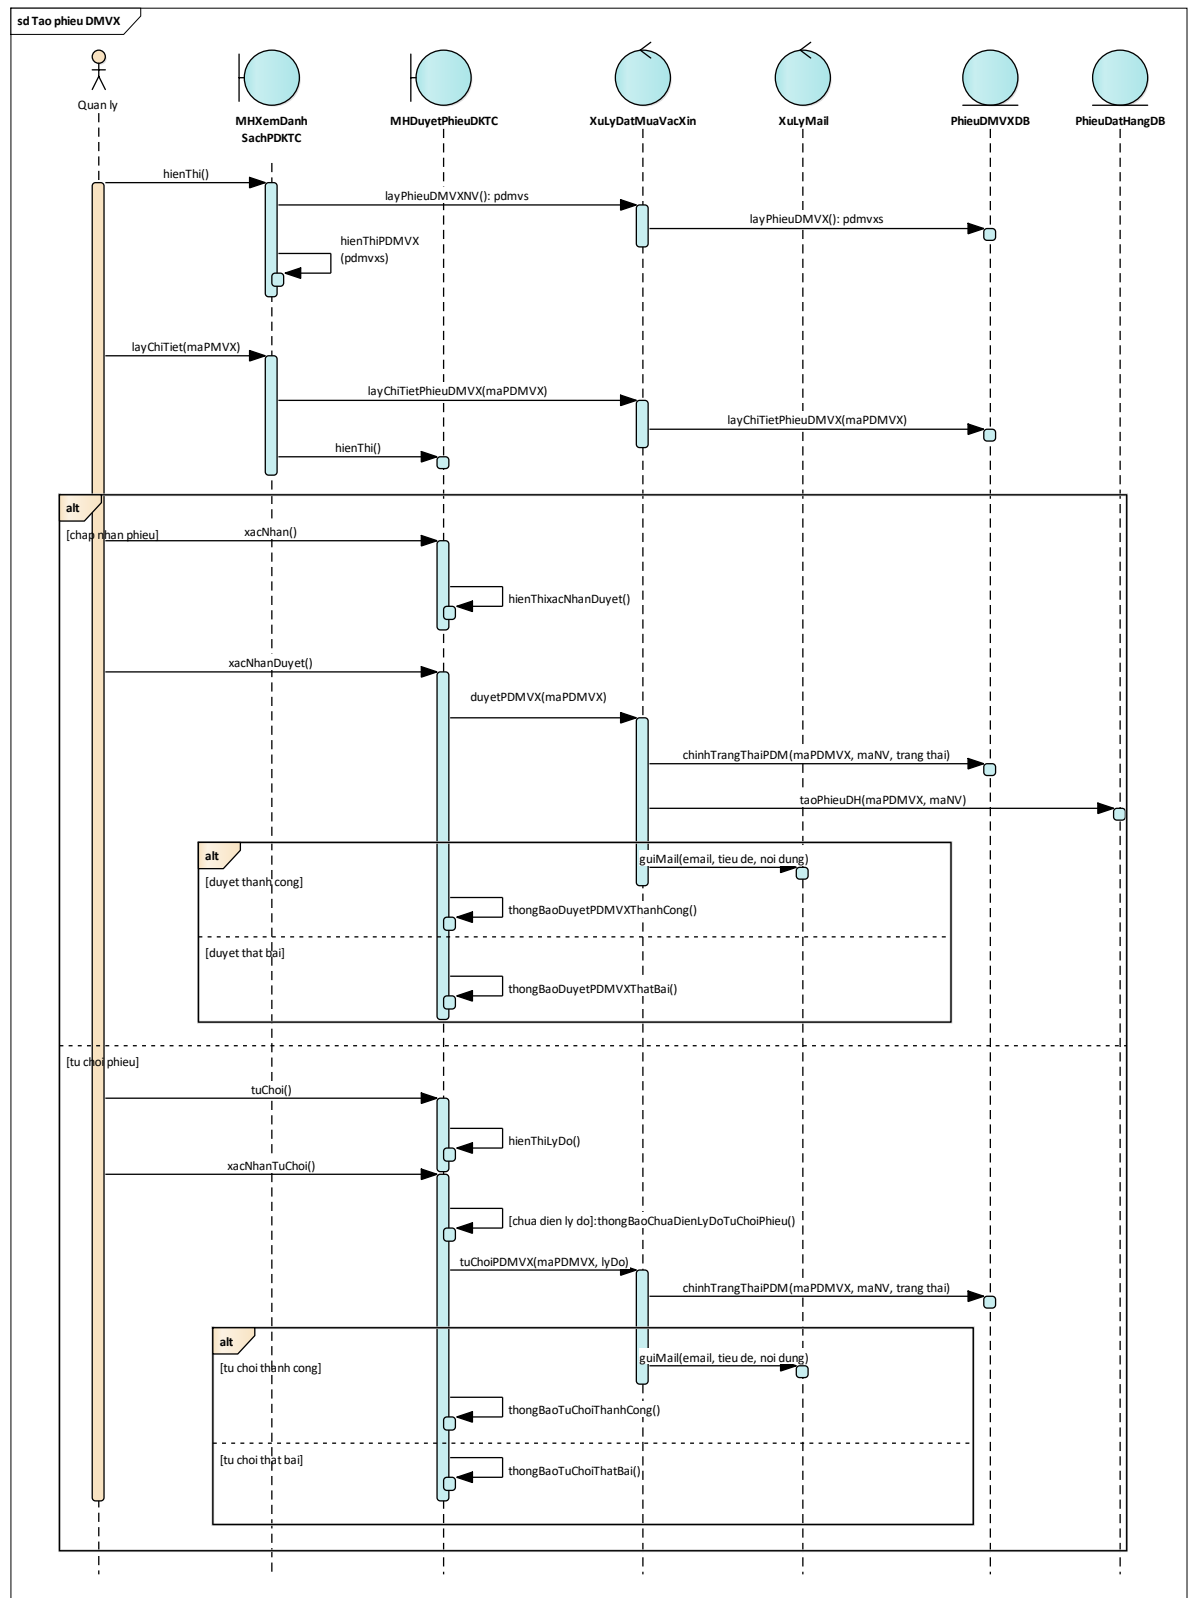 sd Tao phieu DMVX
Quan ly
MHXemDanh
SachPDKTC
MHDuyetPhieuDKTC
XuLyDatMuaVacXin
XuLyMail
PhieuDMVXDB
PhieuDatHangDB
hienThi()
layPhieuDMVXNV(): pdmvs
layPhieuDMVX(): pdmvxs
hienThiPDMVX
(pdmvxs)
layChiTiet(maPMVX)
layChiTietPhieuDMVX(maPDMVX)
layChiTietPhieuDMVX(maPDMVX)
hienThi()
alt
[chap nhan phieu]
xacNhan()
hienThixacNhanDuyet()
xacNhanDuyet()
duyetPDMVX(maPDMVX)
chinhTrangThaiPDM(maPDMVX, maNV, trang thai)
taoPhieuDH(maPDMVX, maNV)
alt
guiMail(email, tieu de, noi dung)
[duyet thanh cong]
thongBaoDuyetPDMVXThanhCong()
[duyet that bai]
thongBaoDuyetPDMVXThatBai()
[tu choi phieu]
tuChoi()
hienThiLyDo()
xacNhanTuChoi()
[chua dien ly do]:thongBaoChuaDienLyDoTuChoiPhieu()
tuChoiPDMVX(maPDMVX, lyDo)
chinhTrangThaiPDM(maPDMVX, maNV, trang thai)
alt
guiMail(email, tieu de, noi dung)
[tu choi thanh cong]
thongBaoTuChoiThanhCong()
[tu choi that bai]
thongBaoTuChoiThatBai()